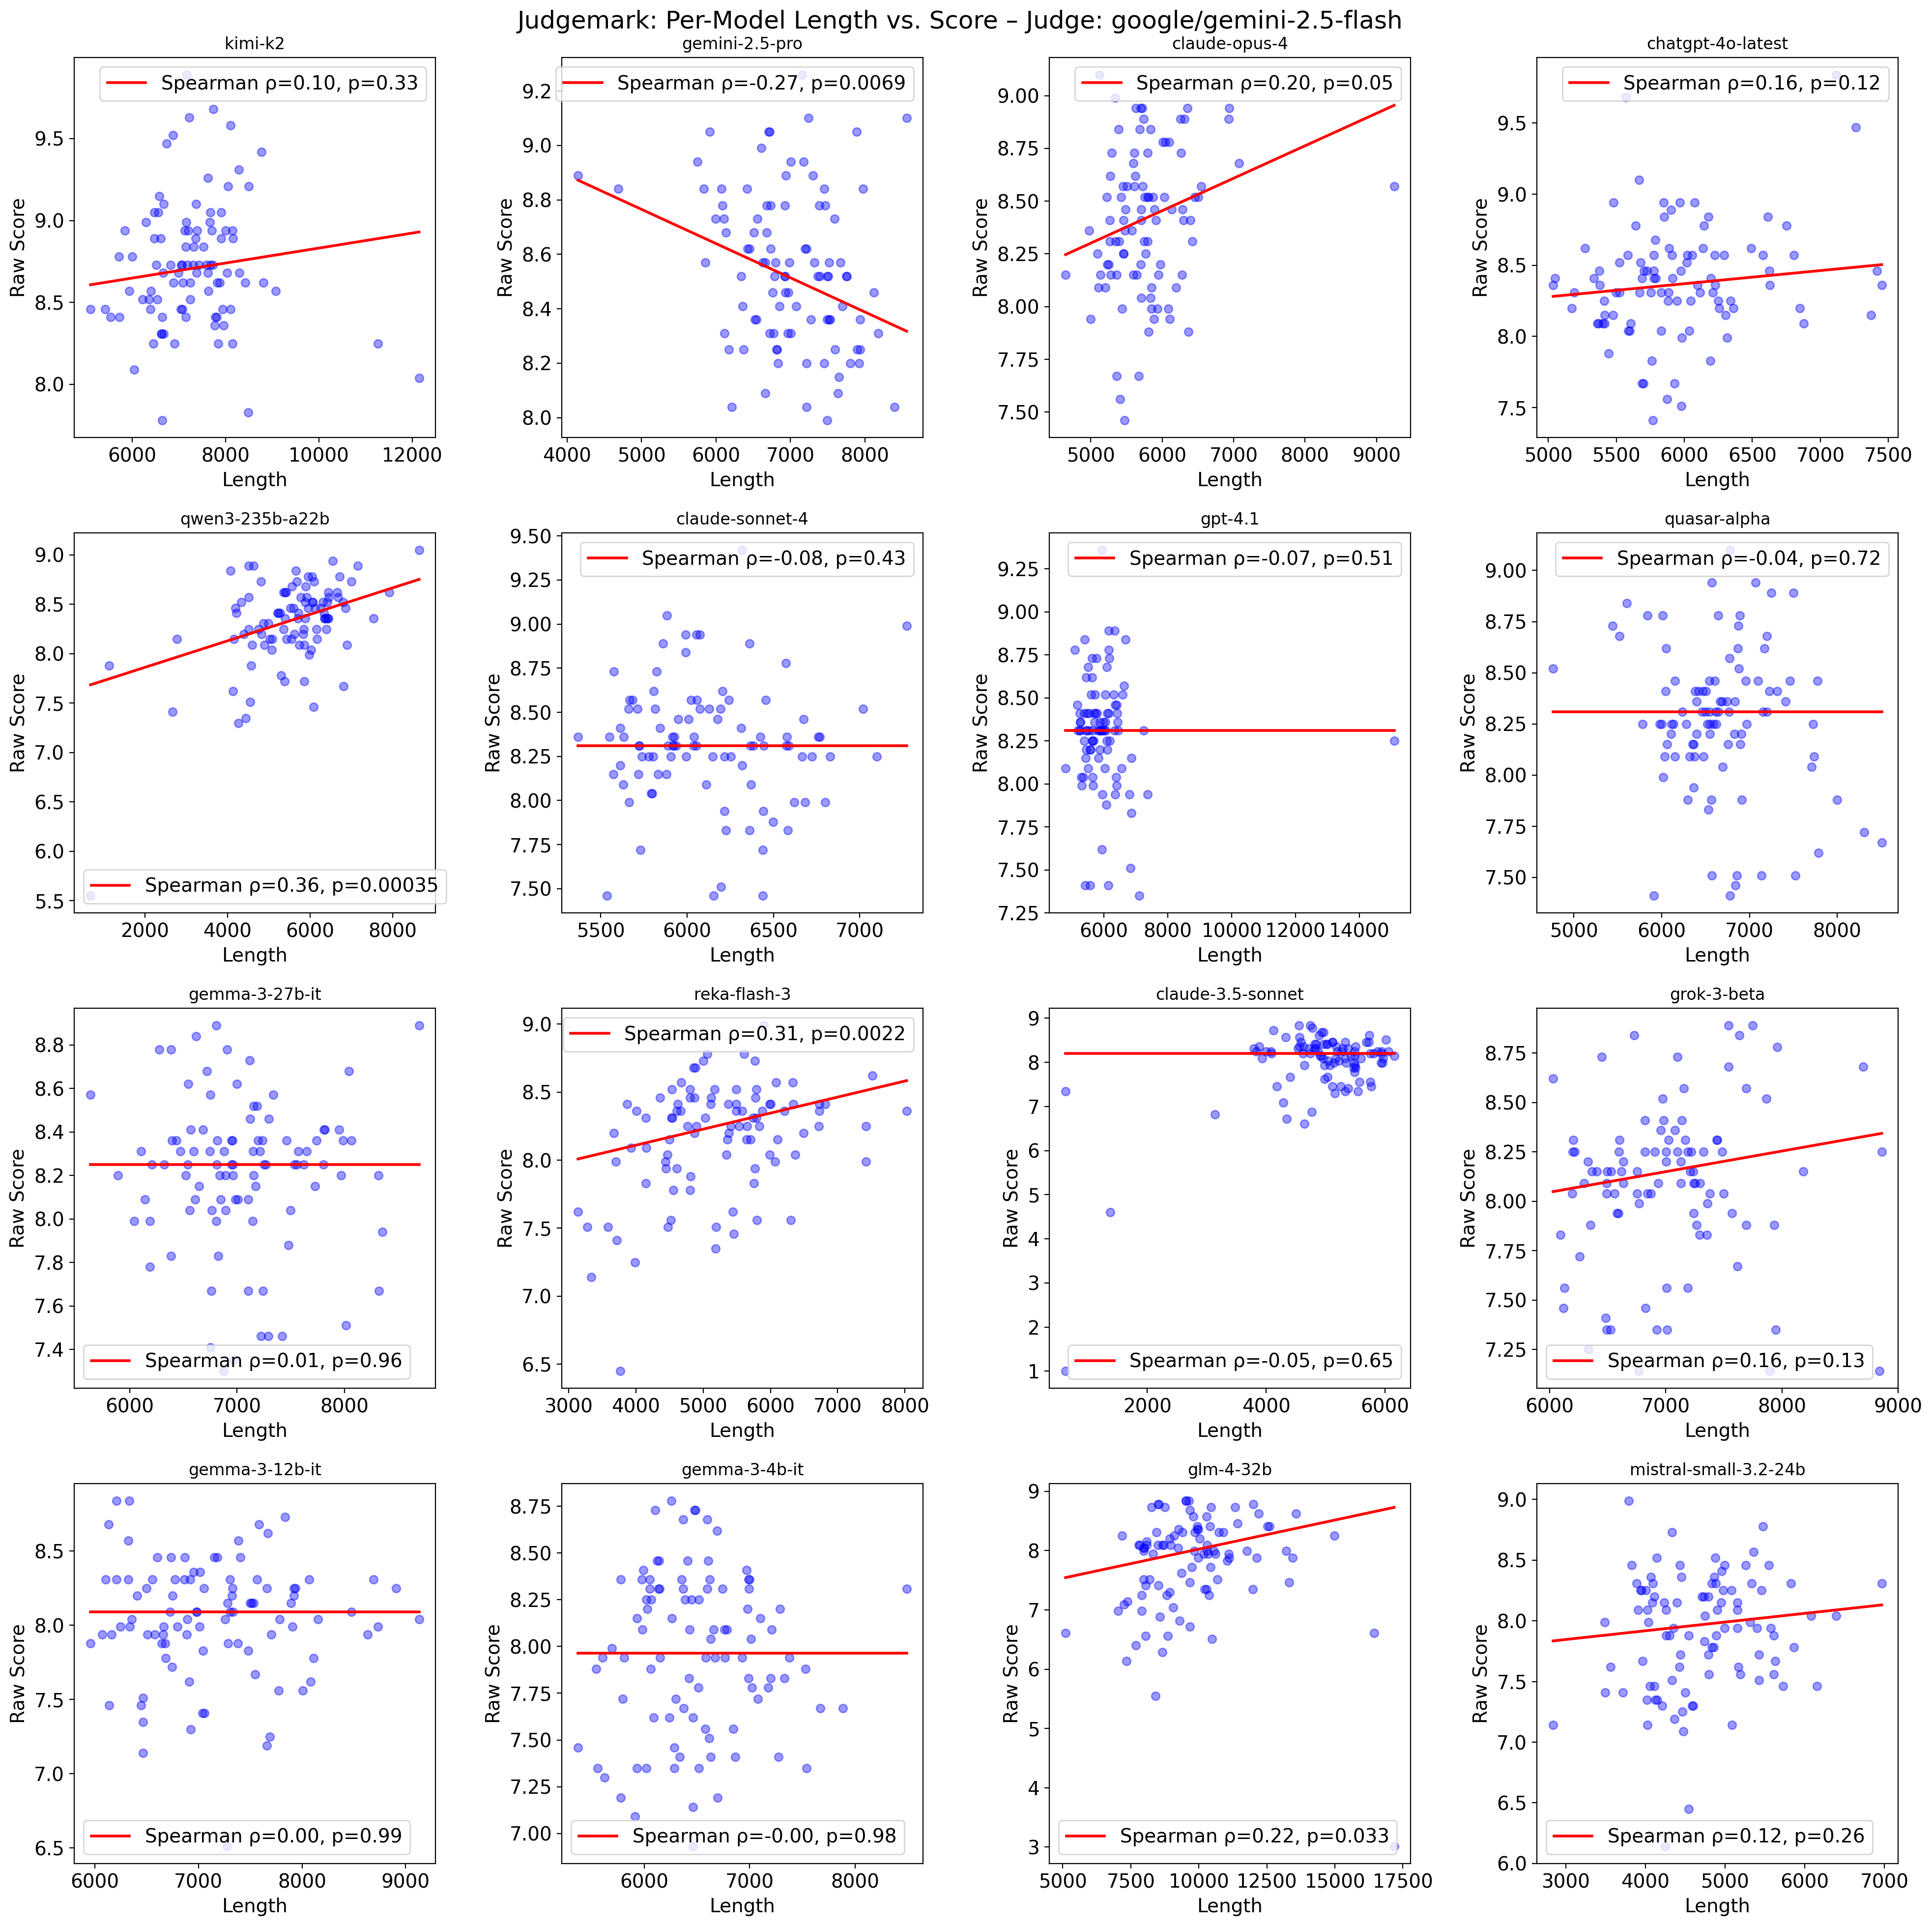 Judgemark: Per-Model Length vs. Score – Judge: google/gemini-2.5-flash
kimi-k2
Spearman ρ=0.10, p=0.33
9.5
9.0
8.5
8.0
Raw Score
6000 8000 10000 12000
Length
gemini-2.5-pro
Spearman ρ=-0.27, p=0.0069
9.2
9.0
8.8
8.6
8.4
8.2
8.0
Raw Score
4000 5000 6000 7000 8000
Length
claude-opus-4
Spearman ρ=0.20, p=0.05
9.00
8.75
8.50
8.25
8.00
7.75
7.50
Raw Score
5000 6000 7000 8000 9000
Length
chatgpt-4o-latest
Spearman ρ=0.16, p=0.12
9.5
9.0
8.5
8.0
7.5
Raw Score
5000 5500 6000 6500 7000 7500
Length
qwen3-235b-a22b
9.0
8.5
8.0
7.5
7.0
6.5
6.0
5.5
Raw Score
Spearman ρ=0.36, p=0.00035
2000 4000 6000 8000
Length
claude-sonnet-4
Spearman ρ=-0.08, p=0.43
9.50
9.25
9.00
8.75
8.50
8.25
8.00
7.75
7.50
Raw Score
5500 6000 6500 7000
Length
gpt-4.1
Spearman ρ=-0.07, p=0.51
9.25
9.00
8.75
8.50
8.25
8.00
7.75
7.50
7.25
Raw Score
6000 8000 10000 12000 14000
Length
quasar-alpha
Spearman ρ=-0.04, p=0.72
9.00
8.75
8.50
8.25
8.00
7.75
7.50
Raw Score
5000 6000 7000 8000
Length
gemma-3-27b-it
8.8
8.6
8.4
8.2
8.0
7.8
7.6
7.4
Raw Score
Spearman ρ=0.01, p=0.96
6000 7000 8000
Length
reka-flash-3
Spearman ρ=0.31, p=0.0022
9.0
8.5
8.0
7.5
7.0
6.5
Raw Score
3000 4000 5000 6000 7000 8000
Length
claude-3.5-sonnet
9
8
7
6
5
4
3
2
1
Raw Score
Spearman ρ=-0.05, p=0.65
2000 4000 6000
Length
grok-3-beta
8.75
8.50
8.25
8.00
7.75
7.50
7.25
Raw Score
Spearman ρ=0.16, p=0.13
6000 7000 8000 9000
Length
gemma-3-12b-it
8.5
8.0
7.5
7.0
6.5
Raw Score
Spearman ρ=0.00, p=0.99
6000 7000 8000 9000
Length
gemma-3-4b-it
8.75
8.50
8.25
8.00
7.75
7.50
7.25
7.00
Raw Score
Spearman ρ=-0.00, p=0.98
6000 7000 8000
Length
glm-4-32b
9
8
7
6
5
4
3
Raw Score
Spearman ρ=0.22, p=0.033
5000 7500 10000 12500 15000 17500
Length
mistral-small-3.2-24b
9.0
8.5
8.0
7.5
7.0
6.5
6.0
Raw Score
Spearman ρ=0.12, p=0.26
3000 4000 5000 6000 7000
Length